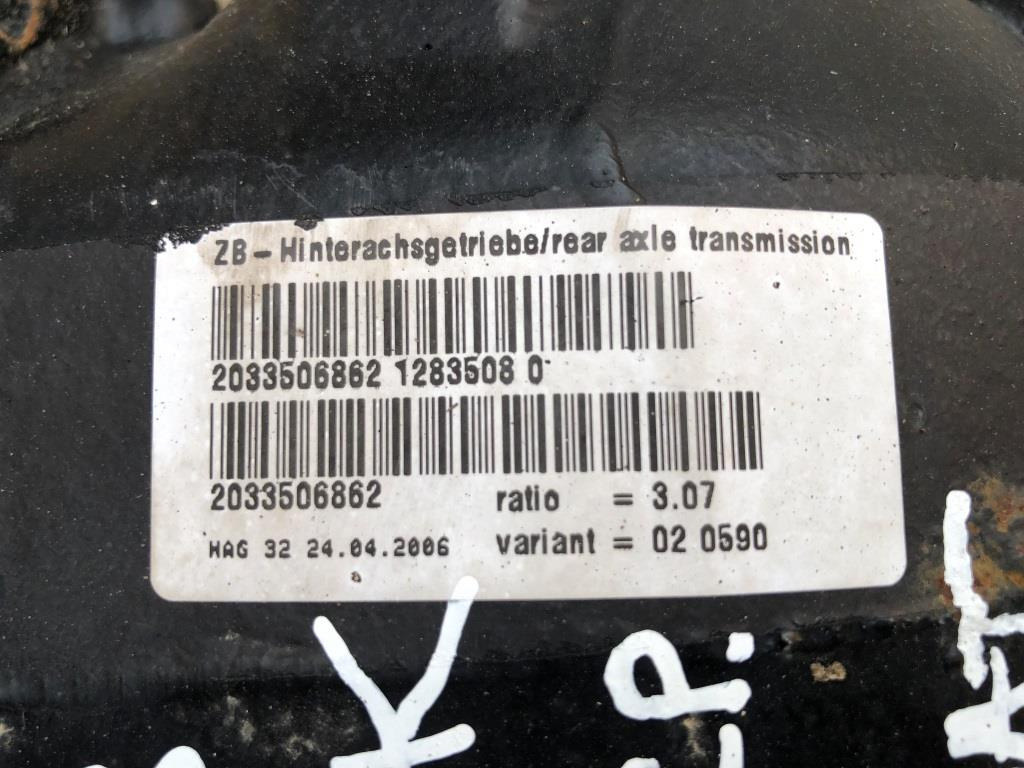 ZB - Hinterachsgetriebe/rear axle transmission
2033506862 1283508 0
2033506862 ratio = 3.07
HAG 32 24.04.2006 variant = 02 0590